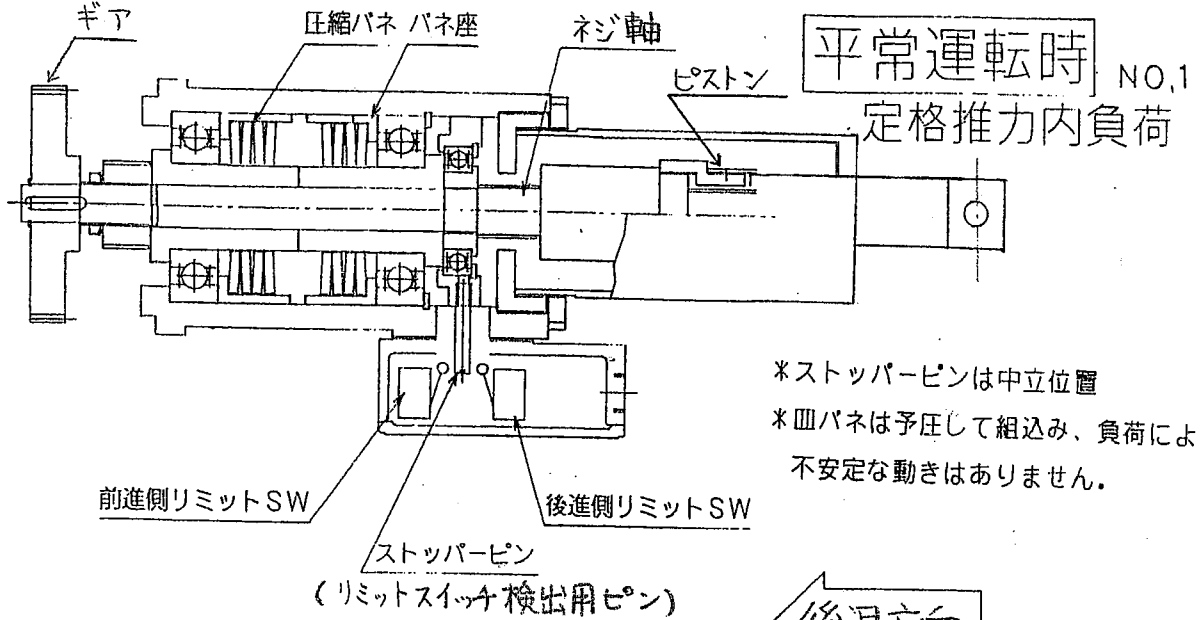 ギア
圧縮バネ バネ座
ネジ軸
ピストン
平常運転時 NO,1
定格推力内負荷
*ストッパーピンは中立位置
*皿バネは予圧して組込み、負荷によ
不安定な動きはありません.
前進側リミットSW
後進側リミットSW
ストッパーピン
(リミットスイッチ検出用ピン)